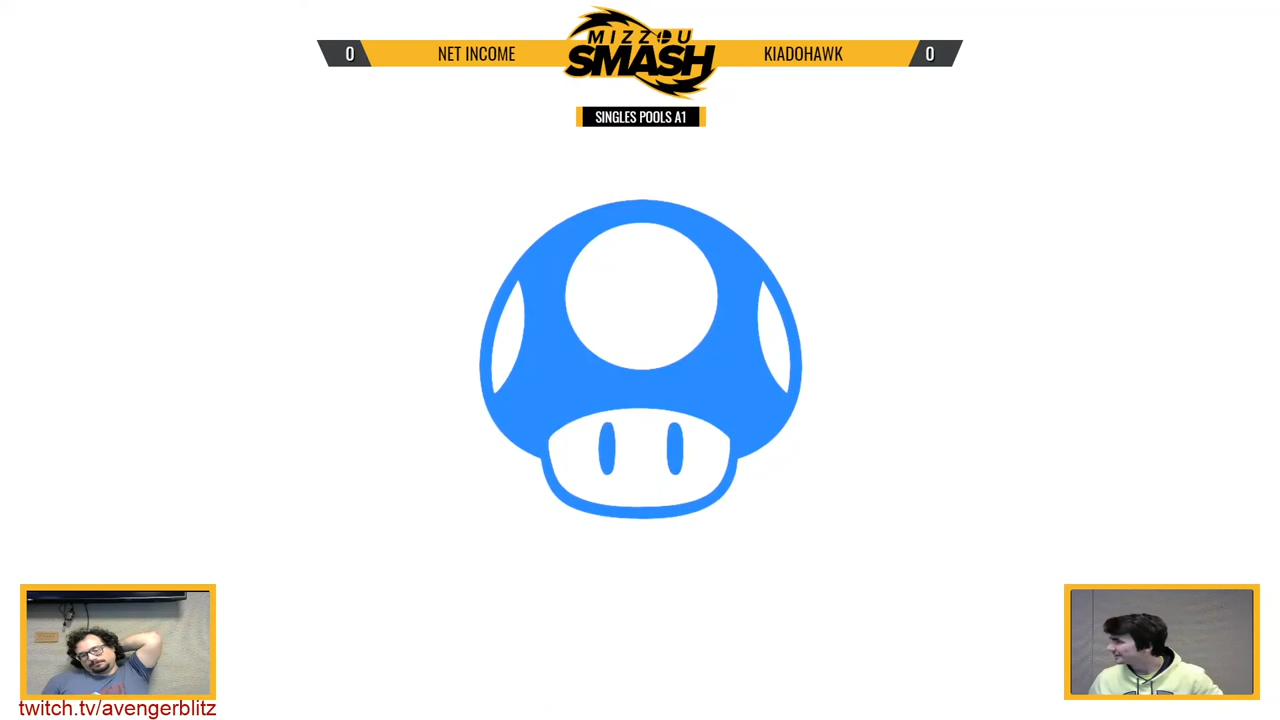 MIZZOU
0 NET INCOME SMASH KIADOHAWK 0
SINGLES POOLS A1
twitch.tv/avengerblitz